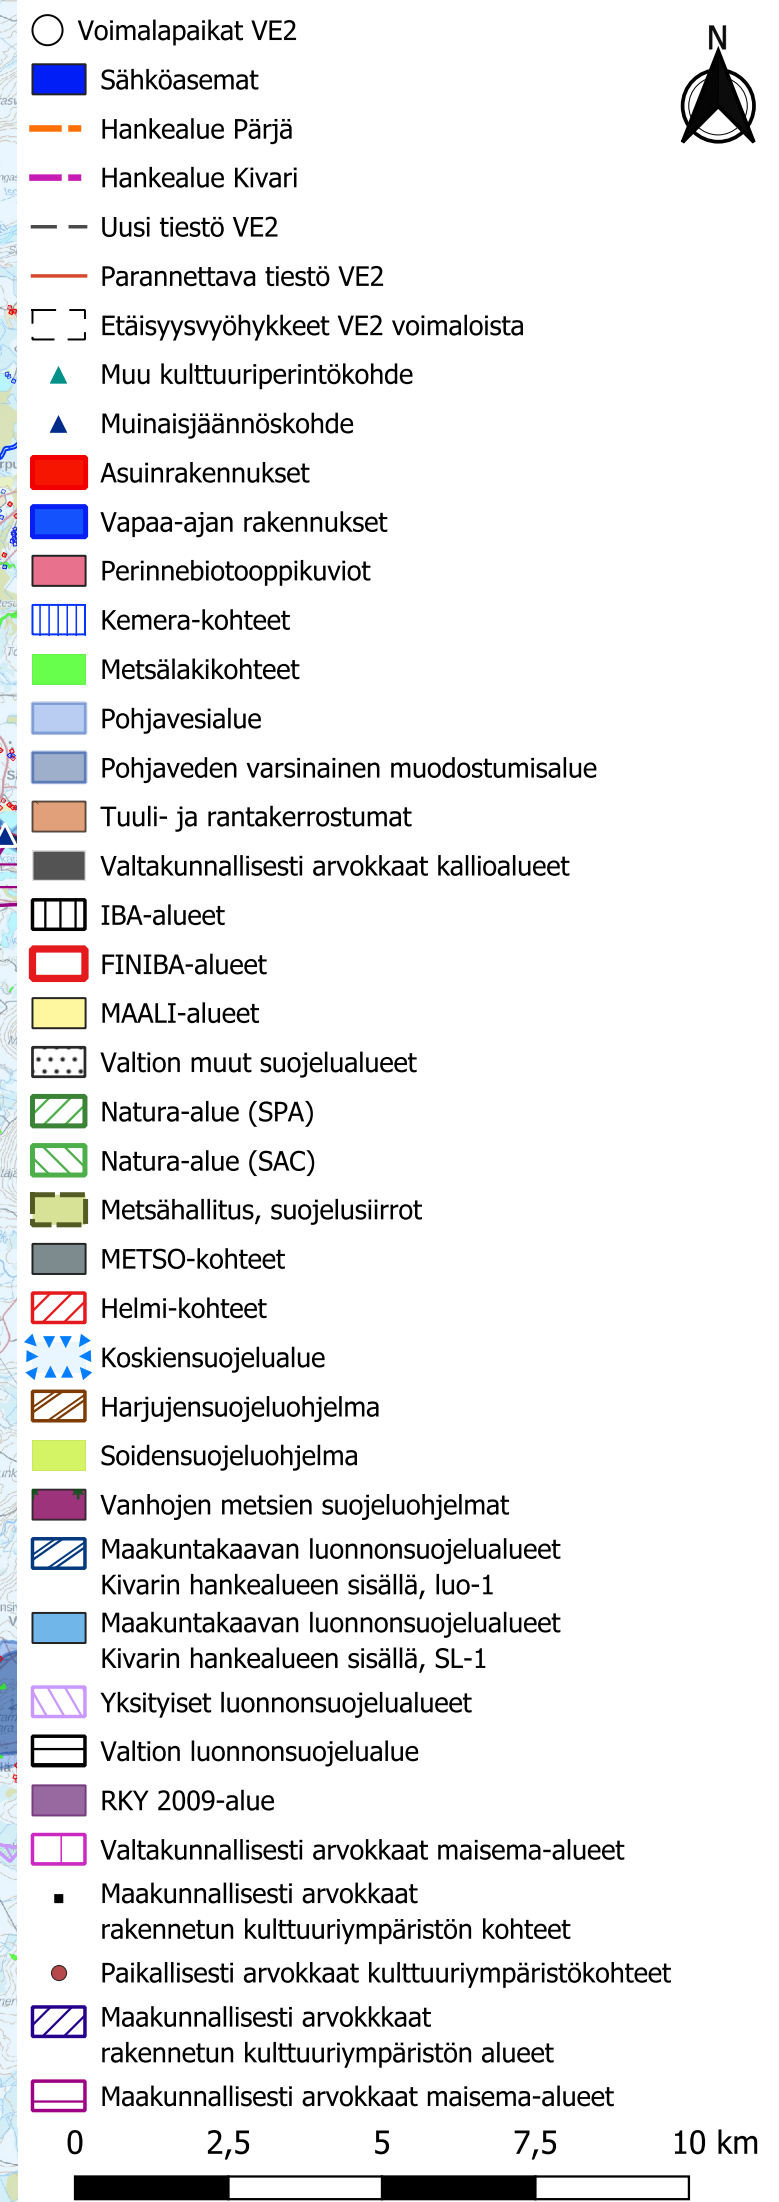 Voimalapaikat VE2
N
Sähköasemat
Hankealue Pärjä
Hankealue Kivari
Uusi tiestö VE2
Parannettava tiestö VE2
Etäisyysvyöhykkeet VE2 voimaloista
Muu kulttuuriperintökohde
Muinaisjäännöskohde
Asuinrakennukset
Vapaa-ajan rakennukset
Perinnebiotooppikuviot
Kemera-kohteet
Metsälakikohteet
Pohjavesialue
Pohjaveden varsinainen muodostumisalue
Tuuli- ja rantakerrostumat
Valtakunnallisesti arvokkaat kallioalueet
IBA-alueet
FINIBA-alueet
MAALI-alueet
Valtion muut suojelualueet
Natura-alue (SPA)
Natura-alue (SAC)
Metsähallitus, suojelusiirrot
METSO-kohteet
Helmi-kohteet
Koskiensuojelualue
Harjujensuojeluohjelma
Soidensuojeluohjelma
Vanhojen metsien suojeluohjelmat
Maakuntakaavan luonnonsuojelualueet
Kivarin hankealueen sisällä, luo-1
Maakuntakaavan luonnonsuojelualueet
Kivarin hankealueen sisällä, SL-1
Yksityiset luonnonsuojelualueet
Valtion luonnonsuojelualue
RKY 2009-alue
Valtakunnallisesti arvokkaat maisema-alueet
Maakunnallisesti arvokkaat
rakennetun kulttuuriympäristön kohteet
Paikallisesti arvokkaat kulttuuriympäristökohteet
Maakunnallisesti arvokkkaat
rakennetun kulttuuriympäristön alueet
Maakunnallisesti arvokkaat maisema-alueet
0 2,5 5 7,5 10 km